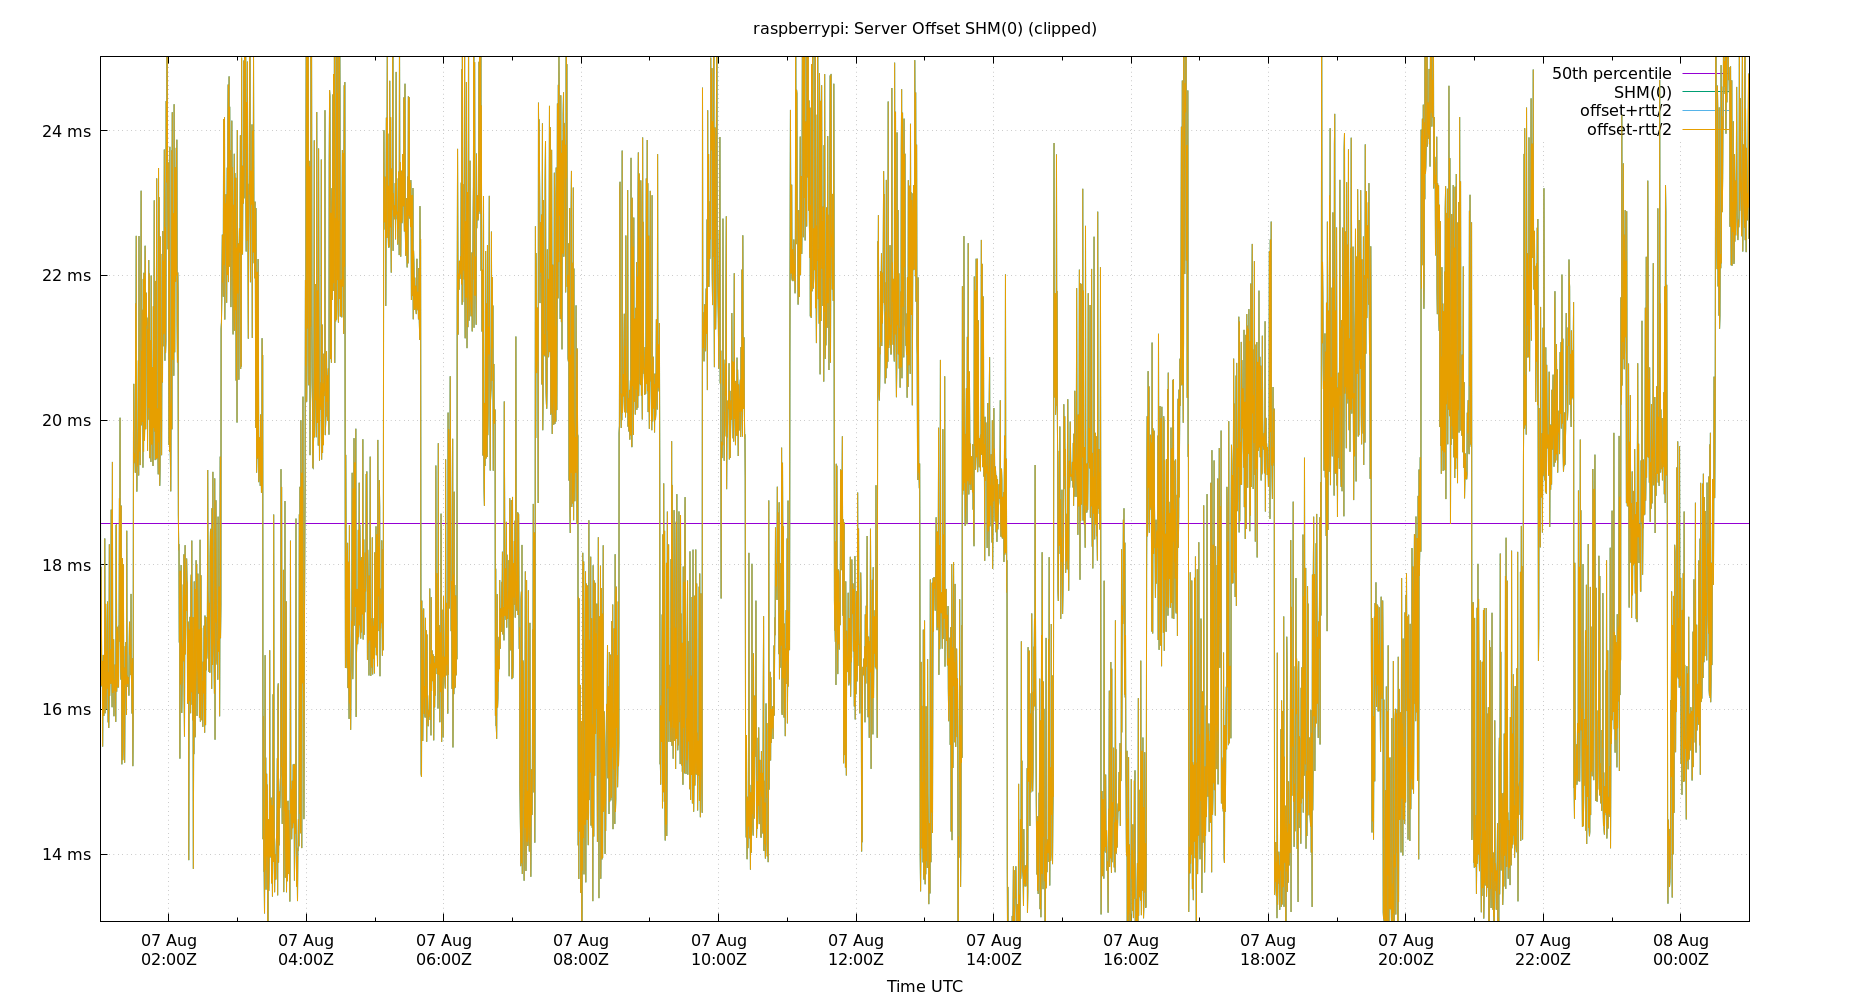 raspberrypi: Server Offset SHM(0) (clipped)
50th percentile
SHM(0)
offset+rtt/2
offset-rtt/2
24 ms
22 ms
20 ms
18 ms
16 ms
14 ms
07 Aug 07 Aug 07 Aug 07 Aug 07 Aug 07 Aug 07 Aug 07 Aug 07 Aug 07 Aug 07 Aug 08 Aug
02:00Z 04:00Z 06:00Z 08:00Z 10:00Z 12:00Z 14:00Z 16:00Z 18:00Z 20:00Z 22:00Z 00:00Z
Time UTC